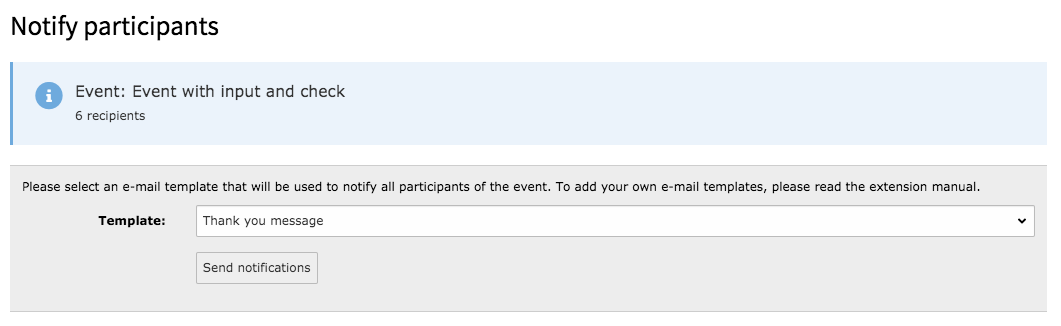 Notify participants
Event: Event with input and check
6 recipients
Please select an e-mail template that will be used to notify all participants of the event. To add your own e-mail templates, please read the extension manual.
Template: Thank you message
Send notifications